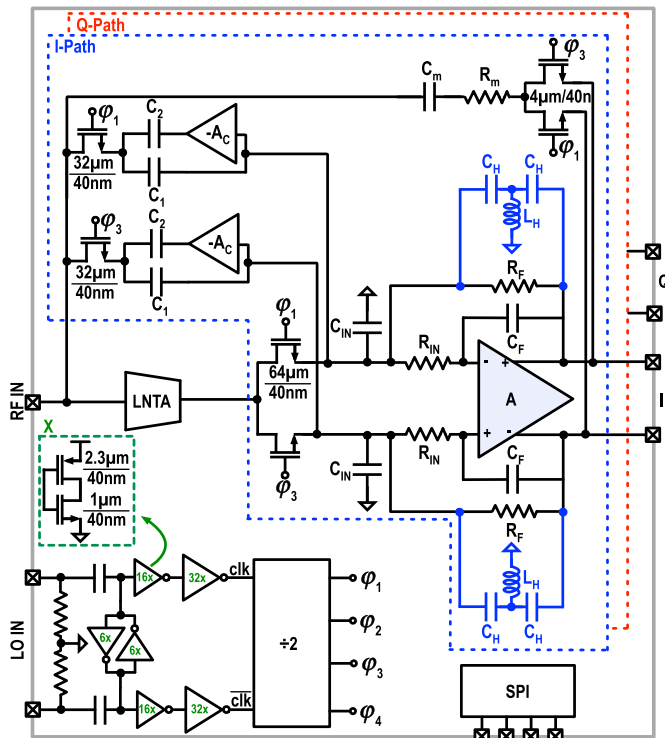 Q-Path
I-Path
φ3
Cm
Rm
4μm/40n
φ1
φ1
C2
-AC
32μm
40nm
C1
φ3
C2
-AC
32μm
40nm
C1
CH
CH
LH
RF
CF
φ1
CIN
RIN
64μm
40nm
- +
A
+ -
RF IN
LNTA
φ3
CIN
RIN
CF
RF
LH
CH
CH
Q
I
X
2.3μm
40nm
1μm
40nm
LO IN
16x
32x
clk
6x
6x
÷2
φ1
φ2
φ3
φ4
16x
32x
clk
SPI